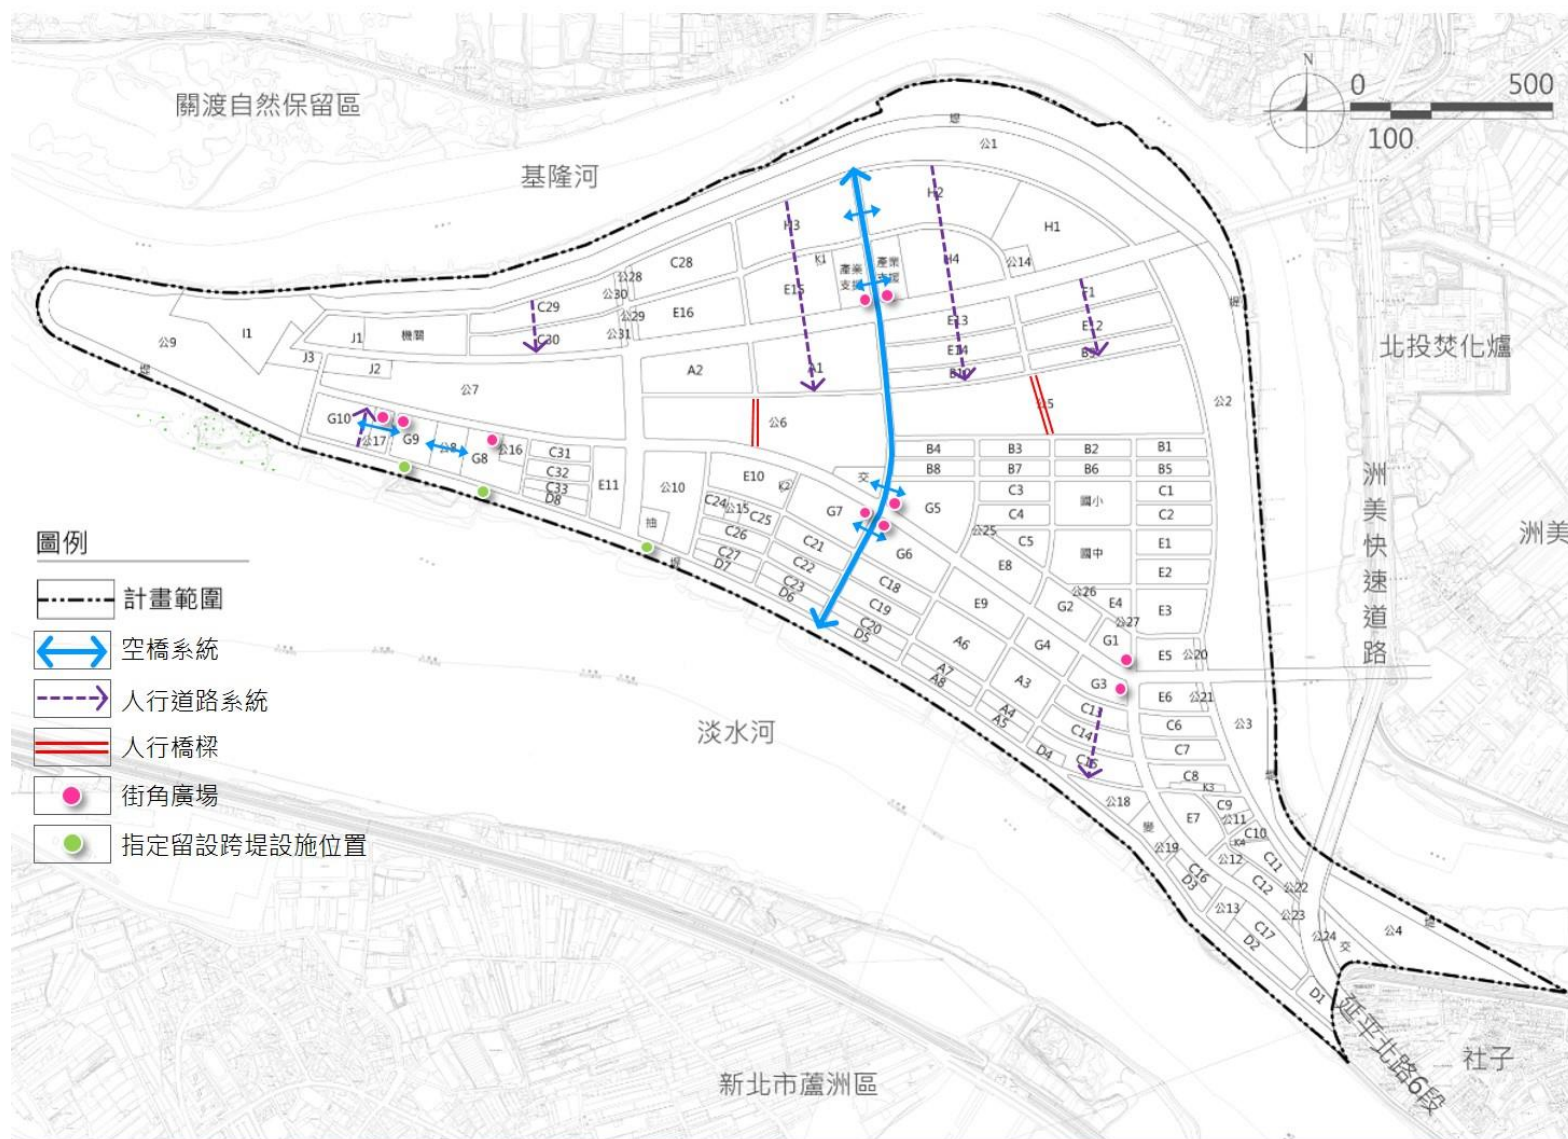 關渡自然保留區
N
0
500
100
基隆河
堤
公1
H2
H3
H1
K1
產業
支援
產業
支援
H4
公14
C28
公28
公30
E15
F1
C29
公29
E16
E13
E12
公9
I1
J1
機關
C30
公31
E14
B9
堤
北投焚化爐
J3
J2
A2
A1
B10
堤
公7
公5
公2
G10
公17
G9
公8
G8
公16
C31
公6
B4
B3
B2
B1
C32
C33
D8
E11
公10
E10
K2
交
B8
B7
B6
B5
洲美快速道路
C24
公15
C25
G7
G5
C3
國小
C1
抽
C26
C21
公25
C4
C2
洲美
圖例
堤
C27
D7
C22
G6
C5
國中
E1
計畫範圍
C23
D6
C18
E8
公26
E2
C19
E9
G2
E4
E3
空橋系統
C20
D5
A6
G4
G1
公27
E5
公20
人行道路系統
A7
A8
A3
G3
E6
公21
淡水河
A4
A5
C13
C6
公3
人行橋樑
C14
C7
D4
C15
C8
K3
堤
街角廣場
公18
C9
變
E7
公11
C10
指定留設跨堤設施位置
公19
K4
公12
C11
C16
D3
C12
公22
公13
公23
堤
C17
D2
公24
交
公4
D1
延平北路6段
社子
新北市蘆洲區